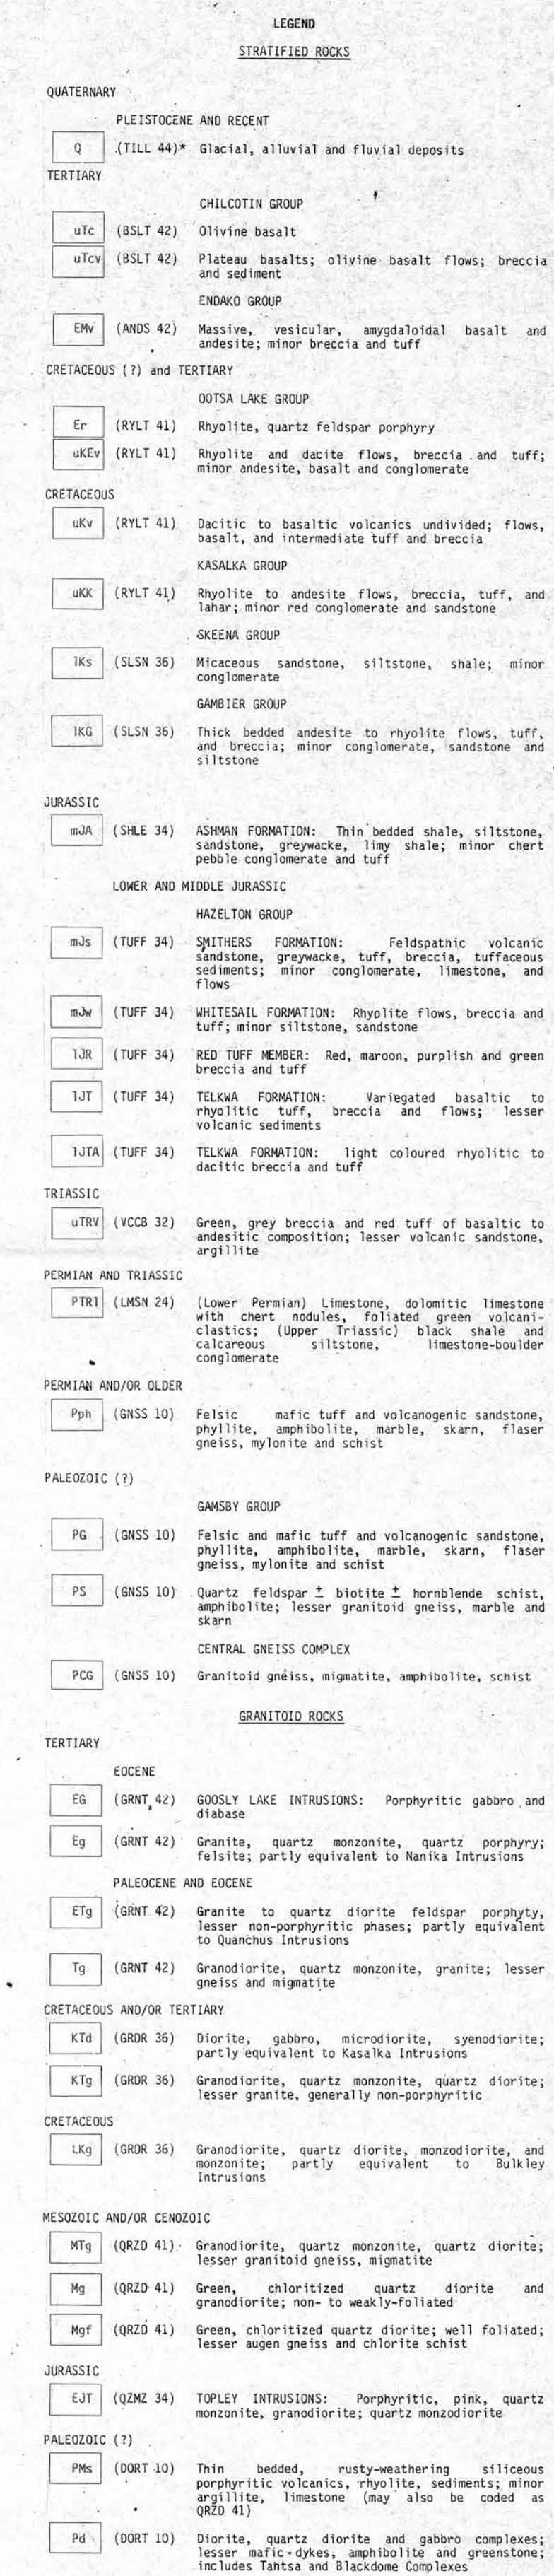 LEGEND
STRATIFIED ROCKS
QUATERNARY
PLEISTOCENE AND RECENT
Q (TILL 44)* Glacial, alluvial and fluvial deposits
TERTIARY
CHILCOTIN GROUP
uTc (BSLT 42) Olivine basalt
uTcv (BSLT 42) Plateau basalts; olivine basalt flows; breccia
and sediment
ENDAKO GROUP
EMv (ANDS 42) Massive, vesicular, amygdaloidal basalt and
andesite; minor breccia and tuff
CRETACEOUS (?) and TERTIARY
OOTSA LAKE GROUP
Er (RYLT 41) Rhyolite, quartz feldspar porphyry
uKEv (RYLT 41) Rhyolite and dacite flows, breccia and tuff;
minor andesite, basalt and conglomerate
CRETACEOUS
uKv (RYLT 41) Dacitic to basaltic volcanics undivided; flows,
basalt, and intermediate tuff and breccia
KASALKA GROUP
uKK (RYLT 41) Rhyolite to andesite flows, breccia, tuff, and
lahar; minor red conglomerate and sandstone
SKEENA GROUP
lKs (SLSN 36) Micaceous sandstone, siltstone, shale; minor
conglomerate
GAMBIER GROUP
lKG (SLSN 36) Thick bedded andesite to rhyolite flows, tuff,
and breccia; minor conglomerate, sandstone and
siltstone
JURASSIC
mJA (SHLE 34) ASHMAN FORMATION: Thin bedded shale, siltstone,
sandstone, greywacke, limy shale; minor chert
pebble conglomerate and tuff
LOWER AND MIDDLE JURASSIC
HAZELTON GROUP
mJs (TUFF 34) SMITHERS FORMATION: Feldspathic volcanic
sandstone, greywacke, tuff, breccia, tuffaceous
sediments; minor conglomerate, limestone, and
flows
mJw (TUFF 34) WHITESAIL FORMATION: Rhyolite flows, breccia and
tuff; minor siltstone, sandstone
lJR (TUFF 34) RED TUFF MEMBER: Red, maroon, purplish and green
breccia and tuff
lJT (TUFF 34) TELKWA FORMATION: Variegated basaltic to
rhyolitic tuff, breccia and flows; lesser
volcanic sediments
lJTA (TUFF 34) TELKWA FORMATION: light coloured rhyolitic to
dacitic breccia and tuff
TRIASSIC
uTRV (VCCB 32) Green, grey breccia and red tuff of basaltic to
andesitic composition; lesser volcanic sandstone,
argillite
PERMIAN AND TRIASSIC
PTRl (LMSN 24) (Lower Permian) Limestone, dolomitic limestone
with chert nodules, foliated green volcani-
clastics; (Upper Triassic) black shale and
calcareous siltstone, limestone-boulder
conglomerate
PERMIAN AND/OR OLDER
Pph (GNSS 10) Felsic mafic tuff and volcanogenic sandstone,
phyllite, amphibolite, marble, skarn, flaser
gneiss, mylonite and schist
PALEOZOIC (?)
GAMSBY GROUP
PG (GNSS 10) Felsic and mafic tuff and volcanogenic sandstone,
phyllite, amphibolite, marble, skarn, flaser
gneiss, mylonite and schist
PS (GNSS 10) Quartz feldspar ± biotite ± hornblende schist,
amphibolite; lesser granitoid gneiss, marble and
skarn
CENTRAL GNEISS COMPLEX
PCG (GNSS 10) Granitoid gneiss, migmatite, amphibolite, schist
GRANITOID ROCKS
TERTIARY
EOCENE
EG (GRNT 42) GOOSLY LAKE INTRUSIONS: Porphyritic gabbro and
diabase
Eg (GRNT 42) Granite, quartz monzonite, quartz porphyry;
felsite; partly equivalent to Nanika Intrusions
PALEOCENE AND EOCENE
ETg (GRNT 42) Granite to quartz diorite feldspar porphyty,
lesser non-porphyritic phases; partly equivalent
to Quanchus Intrusions
Tg (GRNT 42) Granodiorite, quartz monzonite, granite; lesser
gneiss and migmatite
CRETACEOUS AND/OR TERTIARY
KTd (GRDR 36) Diorite, gabbro, microdiorite, syenodiorite;
partly equivalent to Kasalka Intrusions
KTg (GRDR 36) Granodiorite, quartz monzonite, quartz diorite;
lesser granite, generally non-porphyritic
CRETACEOUS
LKg (GRDR 36) Granodiorite, quartz diorite, monzodiorite, and
monzonite; partly equivalent to Bulkley
Intrusions
MESOZOIC AND/OR CENOZOIC
MTg (QRZD 41) Granodiorite, quartz monzonite, quartz diorite;
lesser granitoid gneiss, migmatite
Mg (QRZD 41) Green, chloritized quartz diorite and
granodiorite; non- to weakly-foliated
Mgf (QRZD 41) Green, chloritized quartz diorite; well foliated;
lesser augen gneiss and chlorite schist
JURASSIC
EJT (QZMZ 34) TOPLEY INTRUSIONS: Porphyritic, pink, quartz
monzonite, granodiorite; quartz monzodiorite
PALEOZOIC (?)
PMs (DORT 10) Thin bedded, rusty-weathering siliceous
porphyritic volcanics, rhyolite, sediments; minor
argillite, limestone (may also be coded as
QRZD 41)
Pd (DORT 10) Diorite, quartz diorite and gabbro complexes;
lesser mafic dykes, amphibolite and greenstone;
includes Tahtsa and Blackdome Complexes